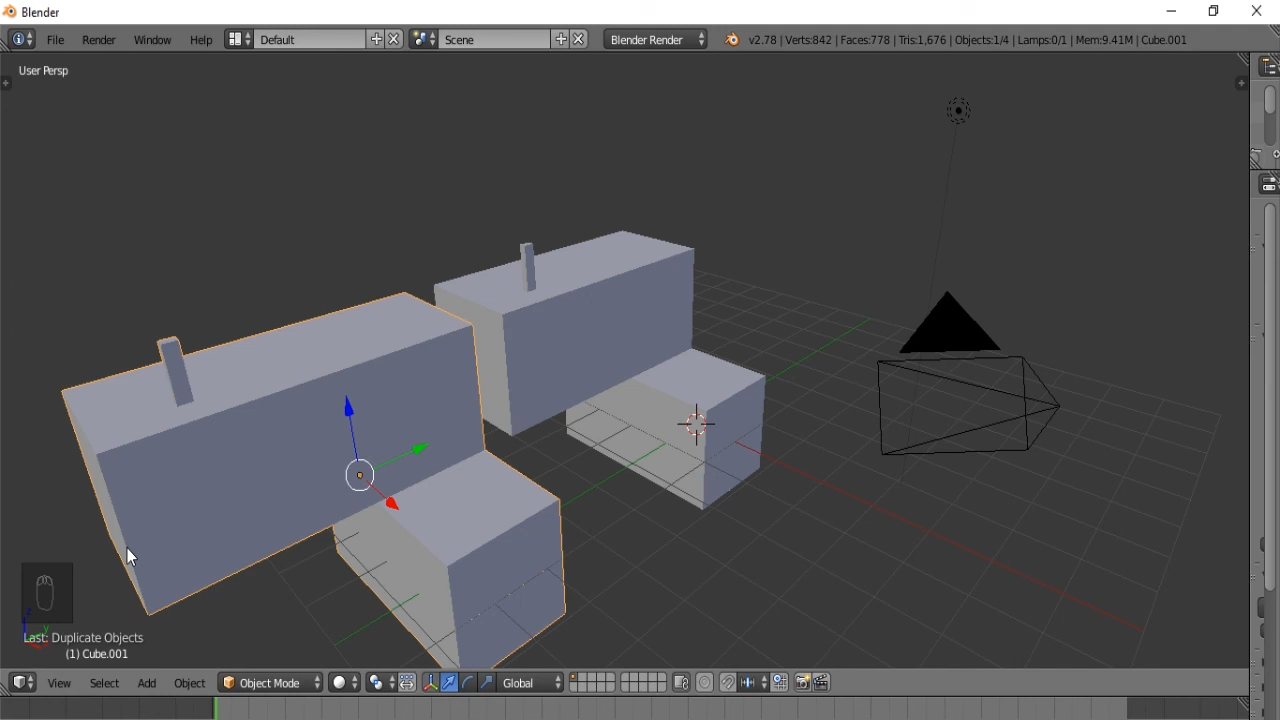 Blender
File Render Window Help Default Scene Blender Render v2.78 | Verts:842 | Faces:778 | Tris:1,676 | Objects:1/4 | Lamps:0/1 | Mem:9.41M | Cube.001
User Persp
Last: Duplicate Objects
(1) Cube.001
View Select Add Object Object Mode Global